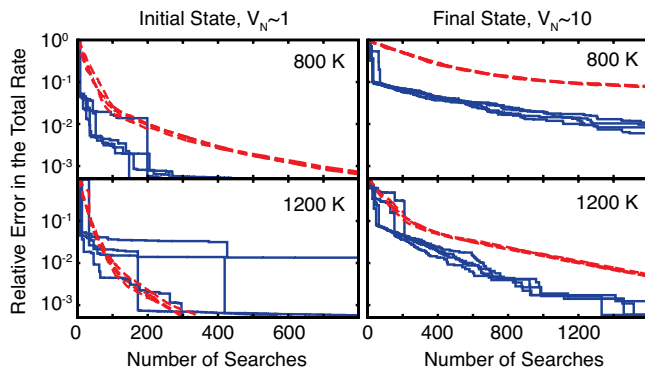 Initial State, V_N~1
Final State, V_N~10
Relative Error in the Total Rate
10^0
10^-1
10^-2
10^-3
800 K
800 K
10^-1
10^-2
10^-3
1200 K
1200 K
0 200 400 600
0 400 800 1200
Number of Searches
Number of Searches